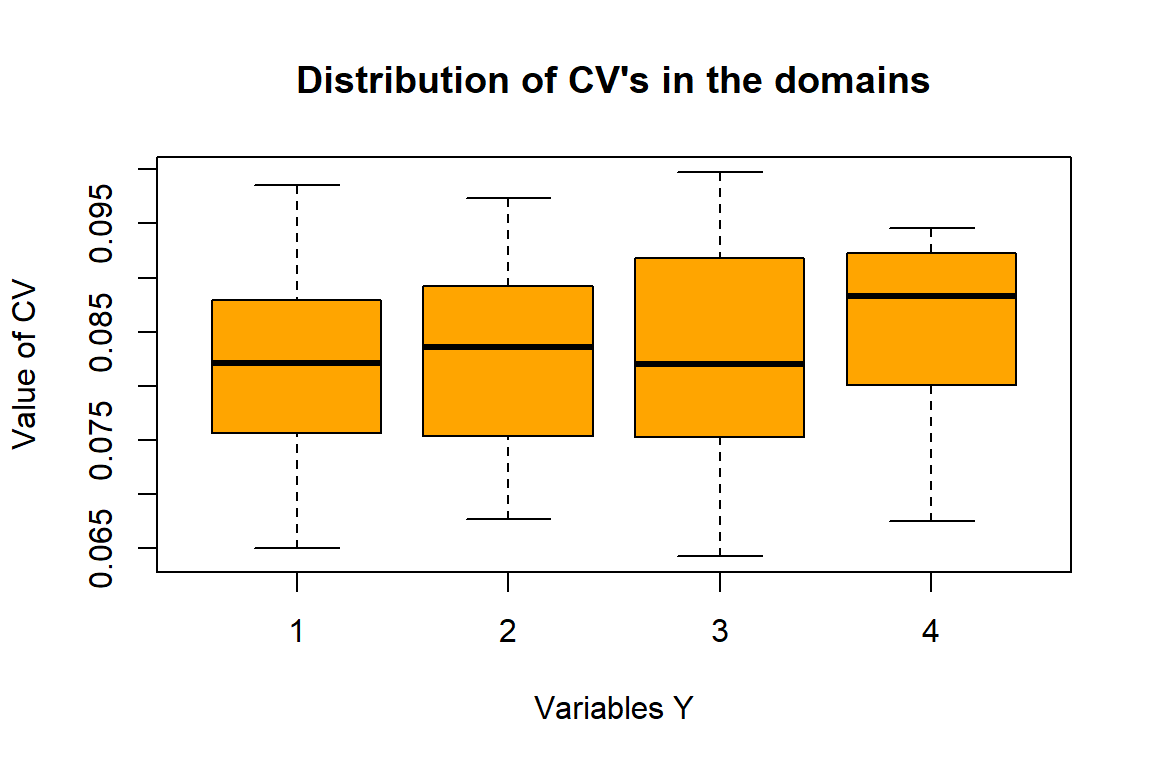 Distribution of CV's in the domains
Value of CV
0.095
0.085
0.075
0.065
1 2 3 4
Variables Y